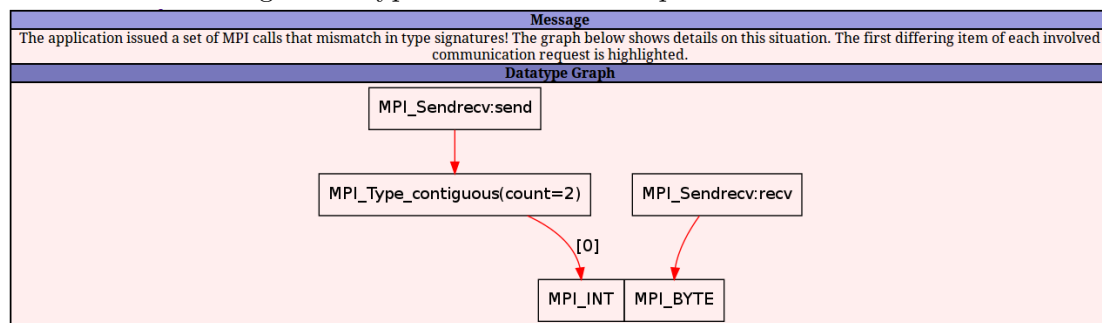 Message
The application issued a set of MPI calls that mismatch in type signatures! The graph below shows details on this situation. The first differing item of each involved
communication request is highlighted.
Datatype Graph
MPI_Sendrecv:send
MPI_Type_contiguous(count=2)
MPI_Sendrecv:recv
[0]
MPI_INT
MPI_BYTE